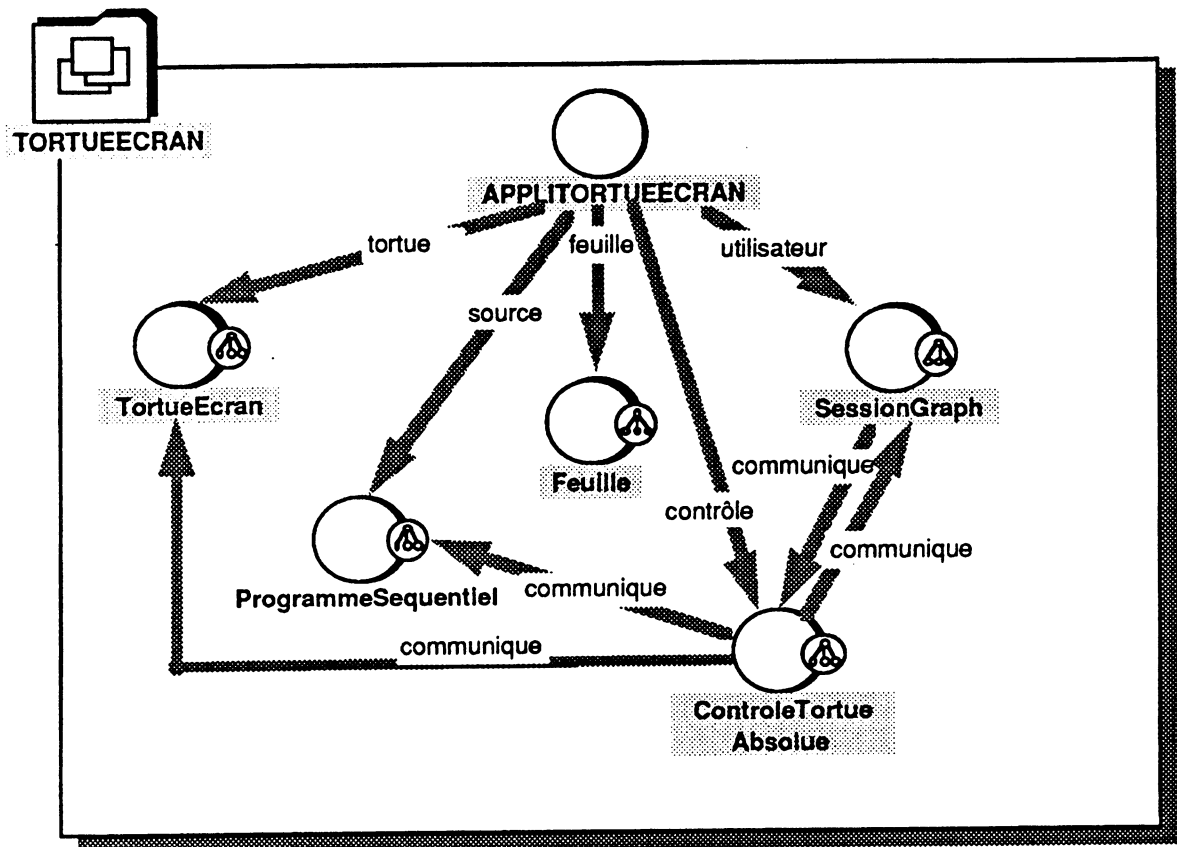 TORTUEECRAN
APPLITORTUEECRAN
tortue
feuille
utilisateur
source
TortueEcran
SessionGraph
Feuille
communique
contrôle
communique
ProgrammeSequentiel
communique
communique
ControleTortue
Absolue